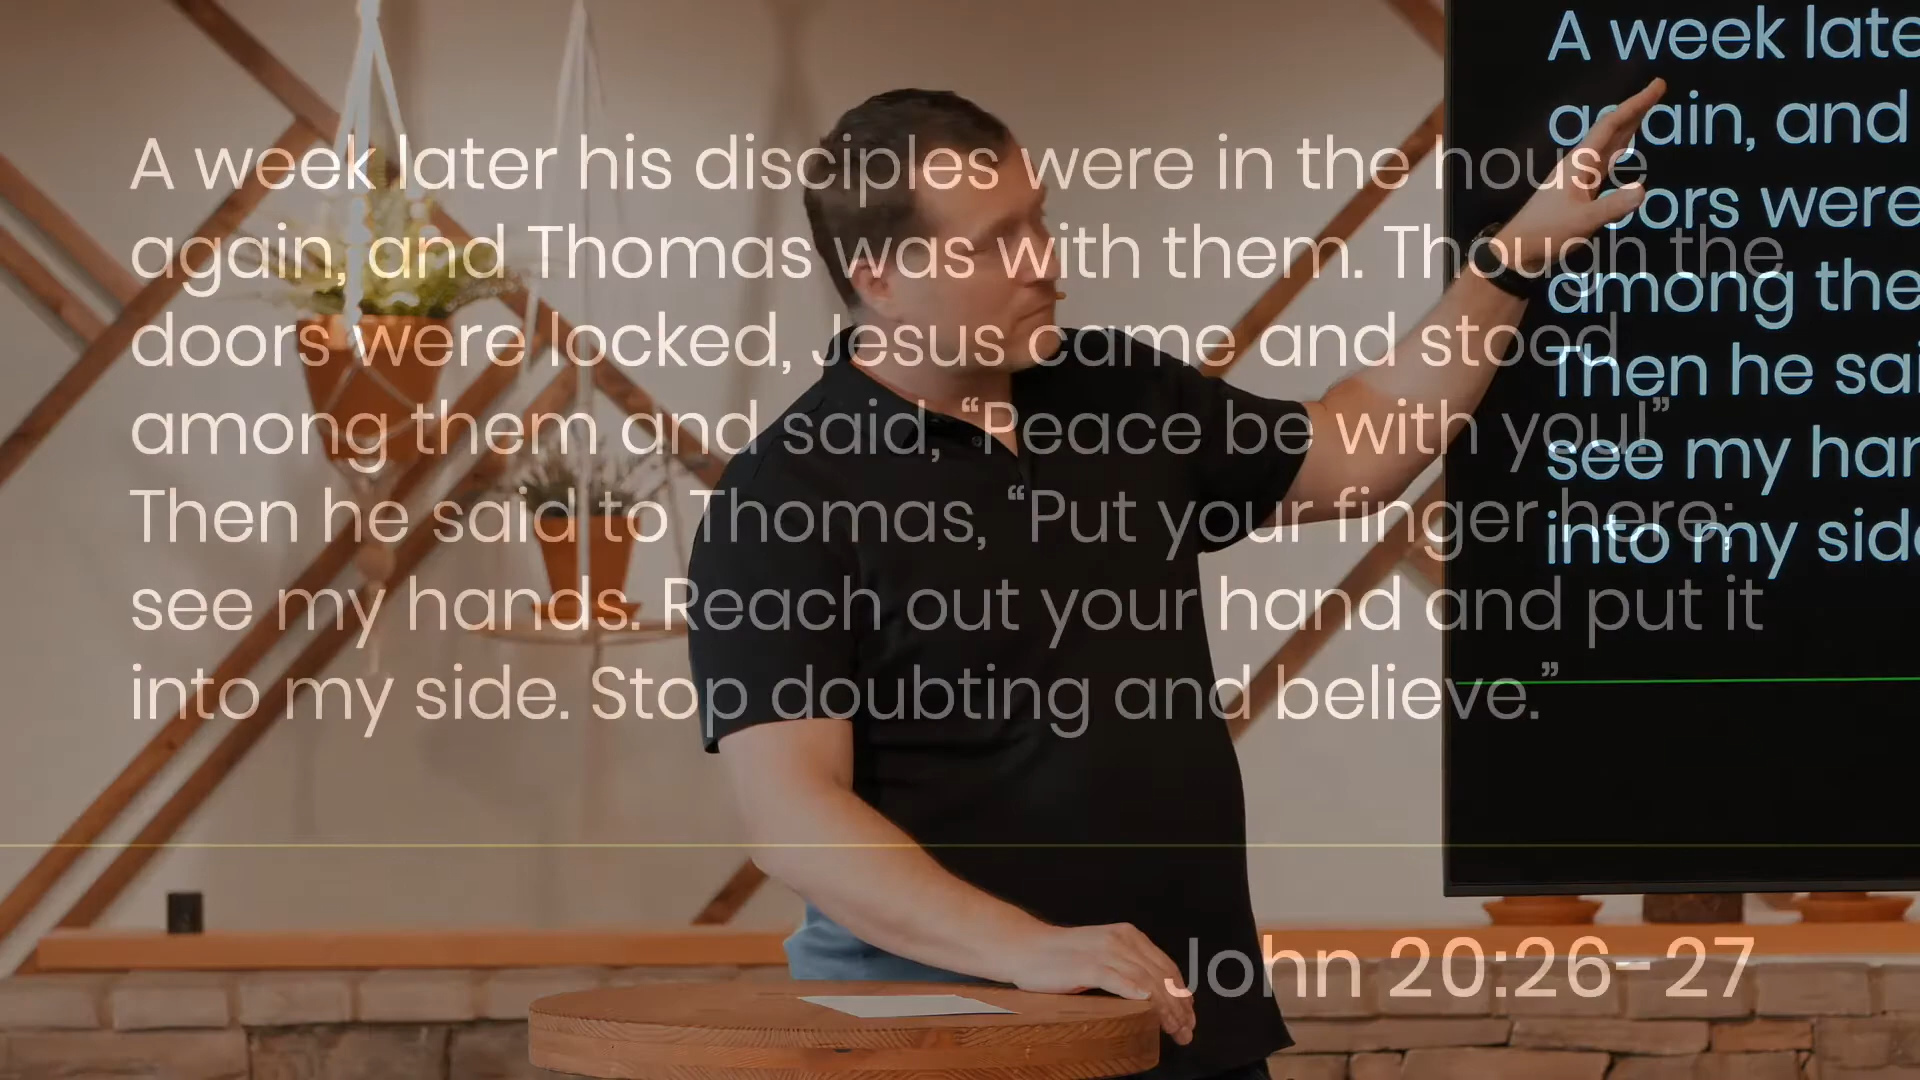 A week later his disciples were in the house
again, and Thomas was with them. Though the
doors were locked, Jesus came and stood
among them and said, “Peace be with you!”
Then he said to Thomas, “Put your finger here;
see my hands. Reach out your hand and put it
into my side. Stop doubting and believe.”
John 20:26-27
A week late
again, and
doors were
among the
Then he sai
see my han
into my side